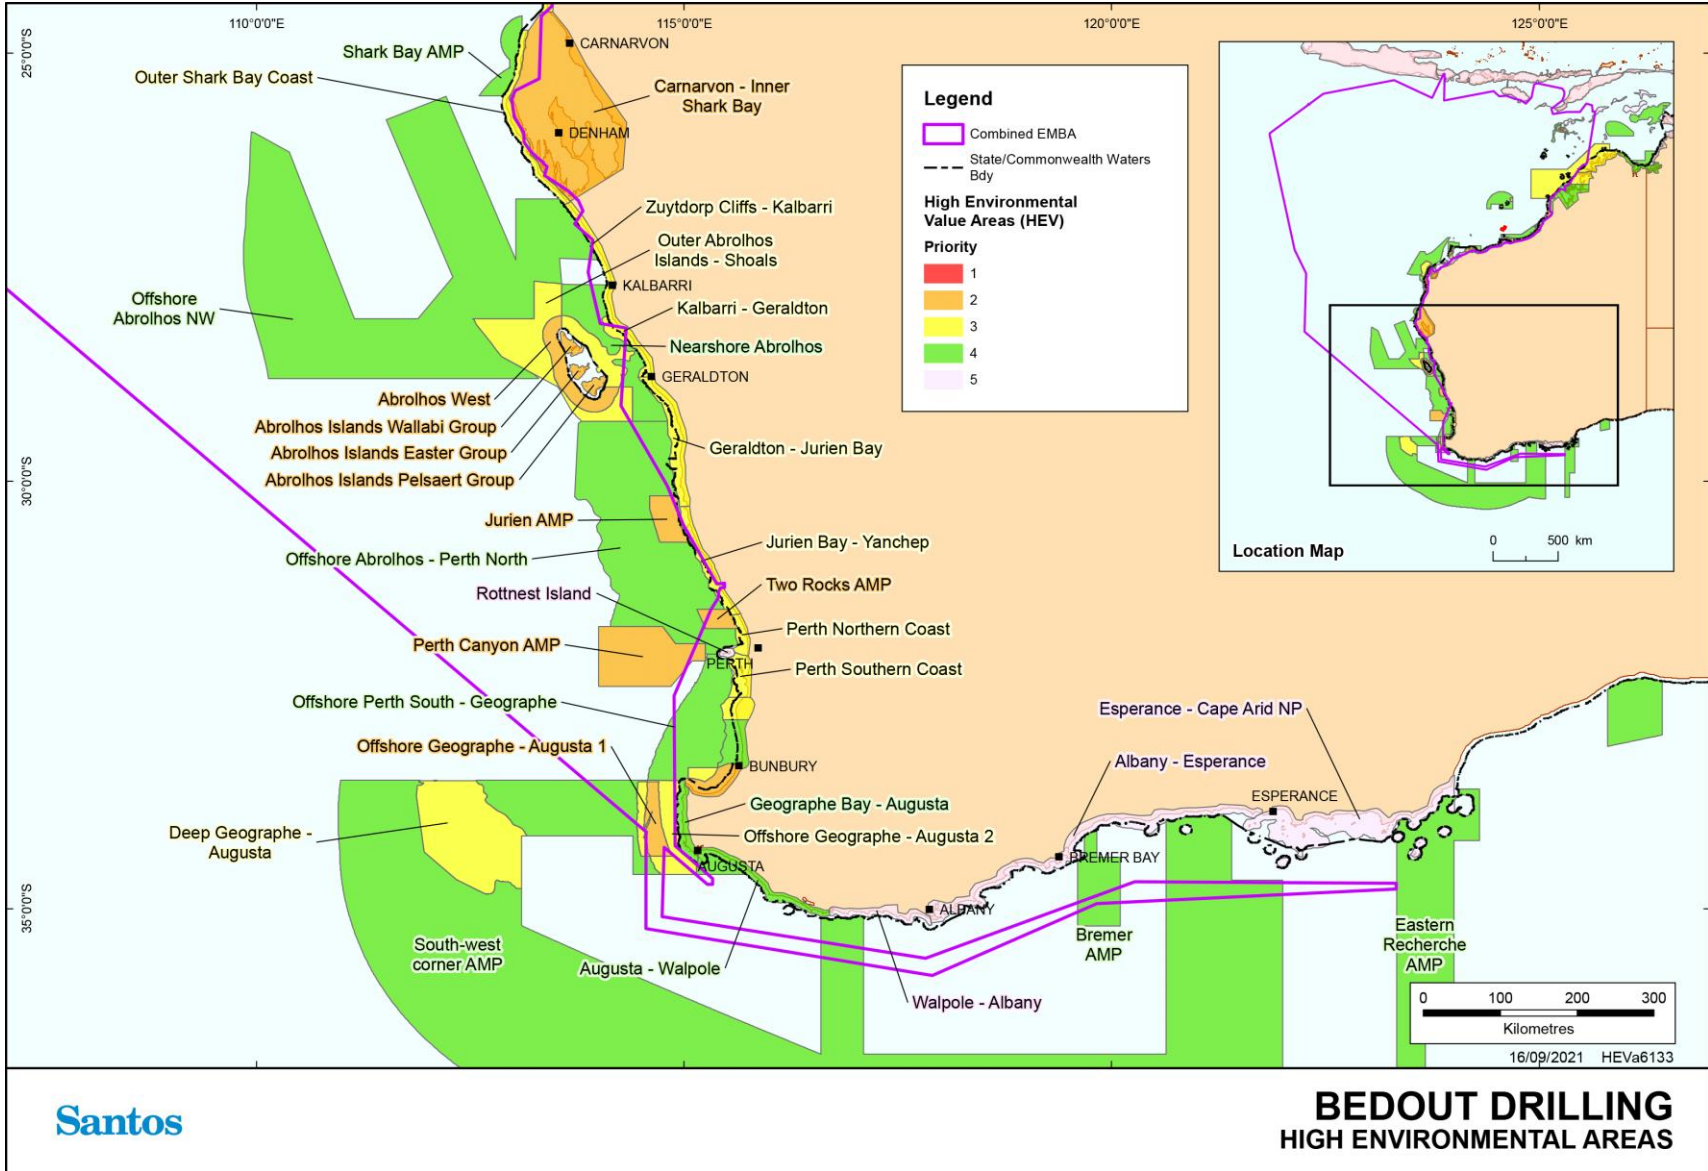 110°0'0"E
115°0'0"E
120°0'0"E
125°0'0"E
25°0'0"S
30°0'0"S
35°0'0"S
Shark Bay AMP
Outer Shark Bay Coast
CARNARVON
Carnarvon - Inner
Shark Bay
DENHAM
Zuytdorp Cliffs - Kalbarri
Outer Abrolhos
Islands - Shoals
KALBARRI
Offshore
Abrolhos NW
Kalbarri - Geraldton
Nearshore Abrolhos
GERALDTON
Abrolhos West
Abrolhos Islands Wallabi Group
Abrolhos Islands Easter Group
Abrolhos Islands Pelsaert Group
Geraldton - Jurien Bay
Jurien AMP
Offshore Abrolhos - Perth North
Jurien Bay - Yanchep
Rottnest Island
Two Rocks AMP
Perth Canyon AMP
Perth Northern Coast
PERTH
Perth Southern Coast
Offshore Perth South - Geographe
Offshore Geographe - Augusta 1
BUNBURY
Geographe Bay - Augusta
Deep Geographe -
Augusta
Offshore Geographe - Augusta 2
AUGUSTA
Esperance - Cape Arid NP
Albany - Esperance
ESPERANCE
BREMER BAY
ALBANY
South-west
corner AMP
Augusta - Walpole
Walpole - Albany
Bremer
AMP
Eastern
Recherche
AMP
Legend
Combined EMBA
State/Commonwealth Waters
Bdy
High Environmental
Value Areas (HEV)
Priority
1
2
3
4
5
Location Map
0 500 km
0 100 200 300
Kilometres
16/09/2021 HEVa6133
Santos
BEDOUT DRILLING
HIGH ENVIRONMENTAL AREAS